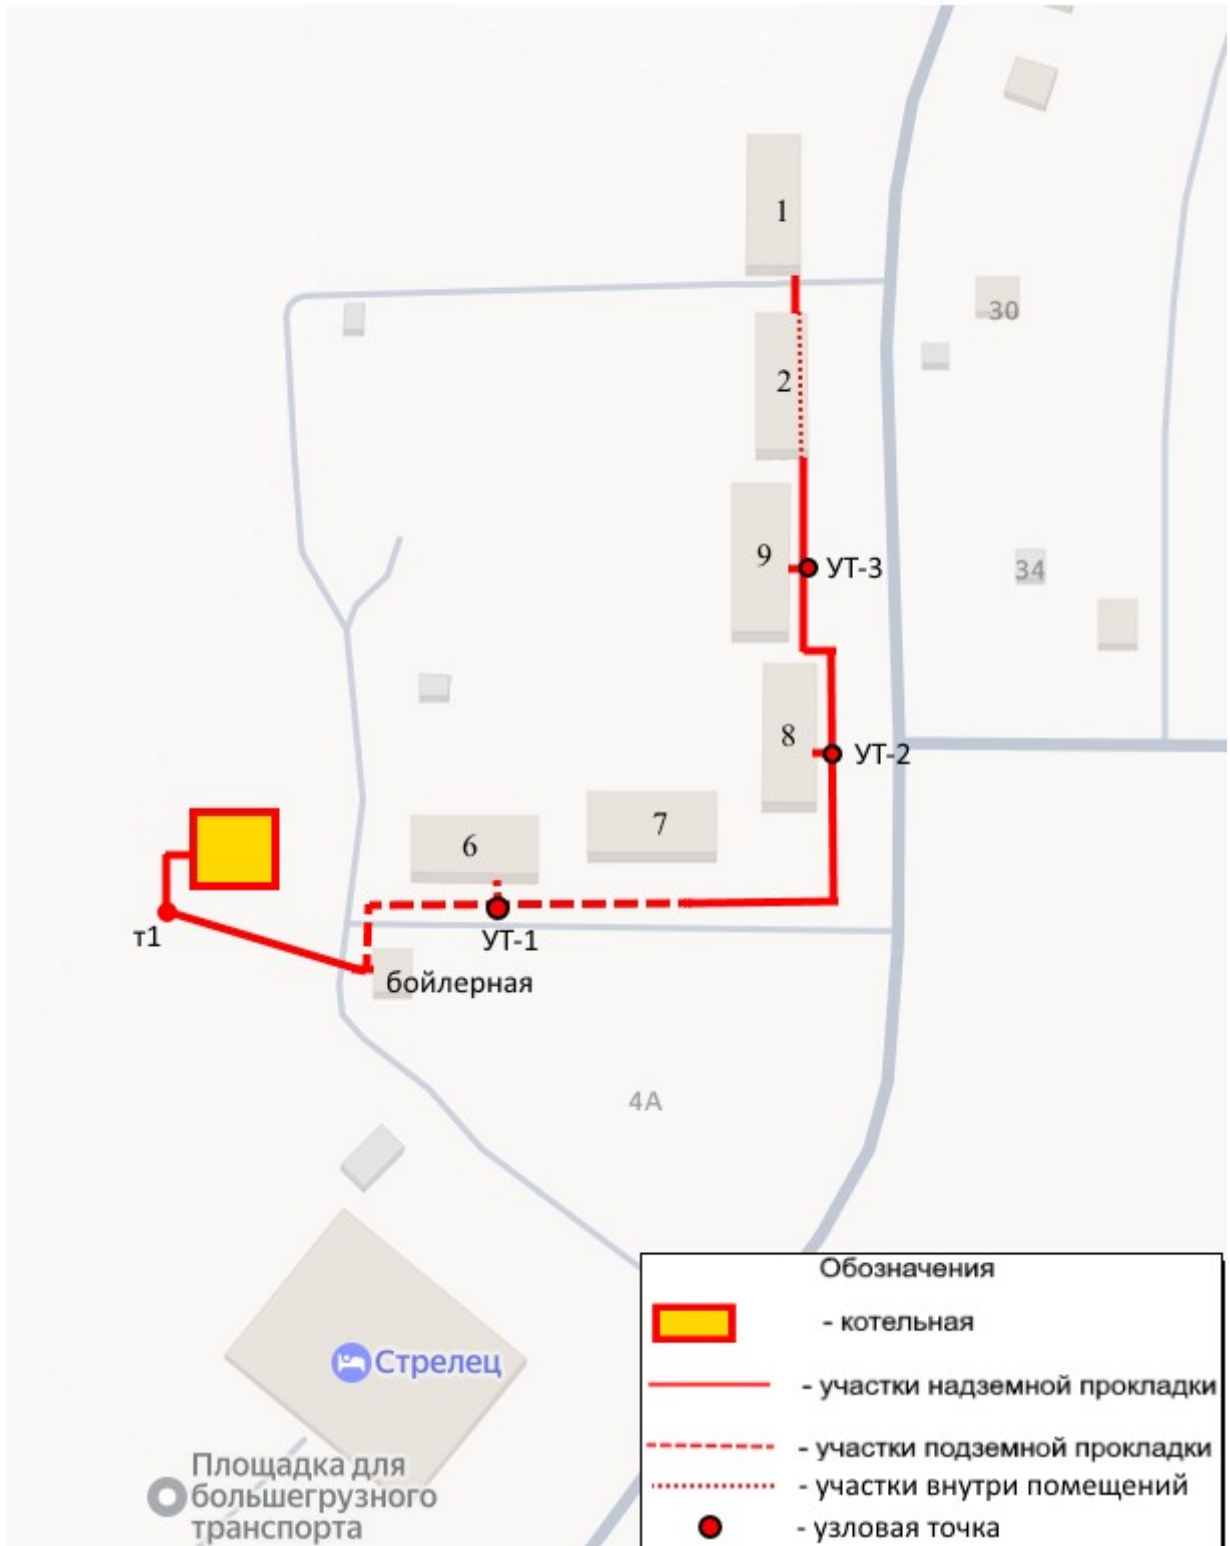 1
30
2
9
УТ-3
34
8
УТ-2
6
7
т1
УТ-1
бойлерная
4А
Обозначения
- котельная
Стрелец
- участки надземной прокладки
- участки подземной прокладки
Площадка для
большегрузного
транспорта
- участки внутри помещений
- узловая точка